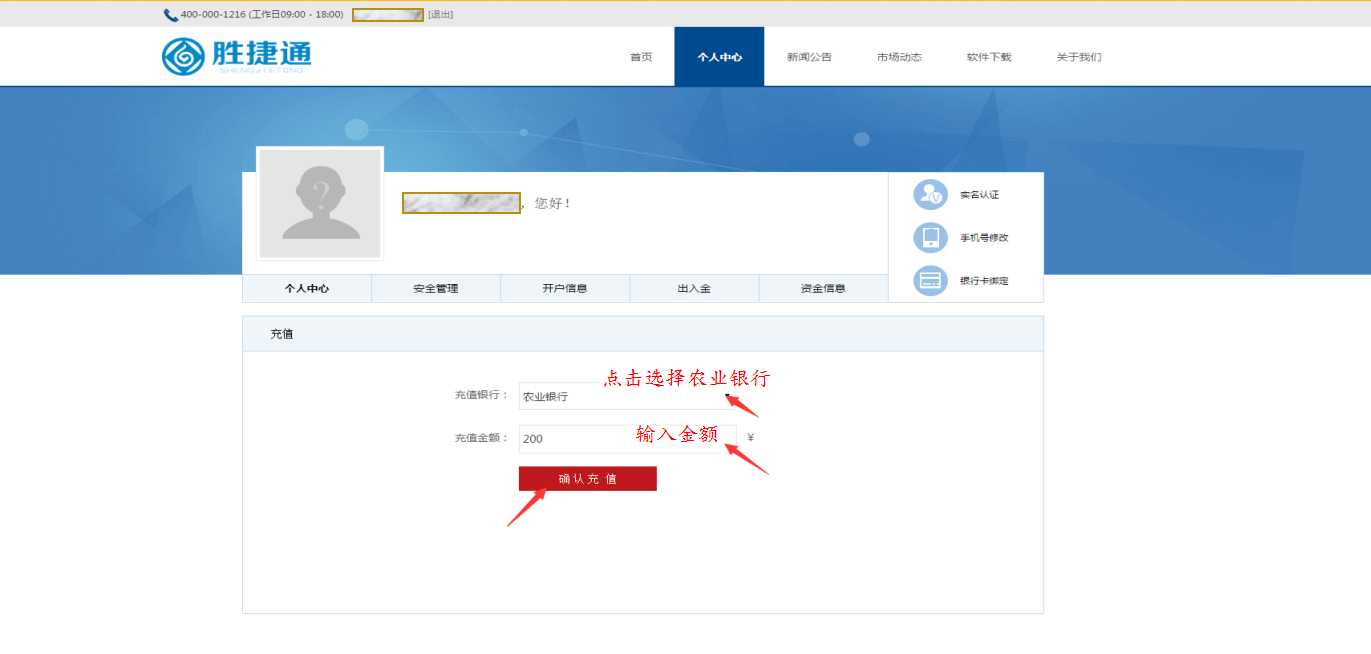 400-000-1216 (工作日09:00 - 18:00) [退出]
胜捷通
SHENGJIETONG
首页 个人中心 新闻公告 市场动态 软件下载 关于我们
，您好！
实名认证
手机号修改
银行卡绑定
个人中心 安全管理 开户信息 出入金 资金信息
充值
点击选择农业银行
充值银行： 农业银行
输入金额
充值金额： 200 ¥
确认充值